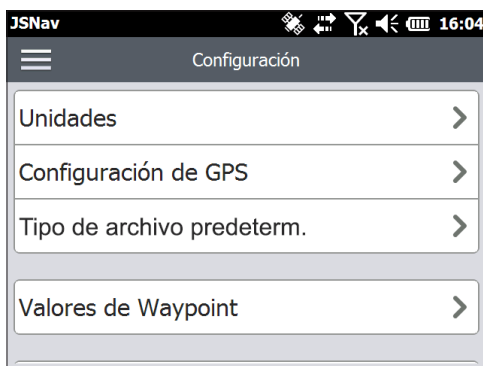 JSNav 16:04
Configuración
Unidades
Configuración de GPS
Tipo de archivo predeterm.
Valores de Waypoint